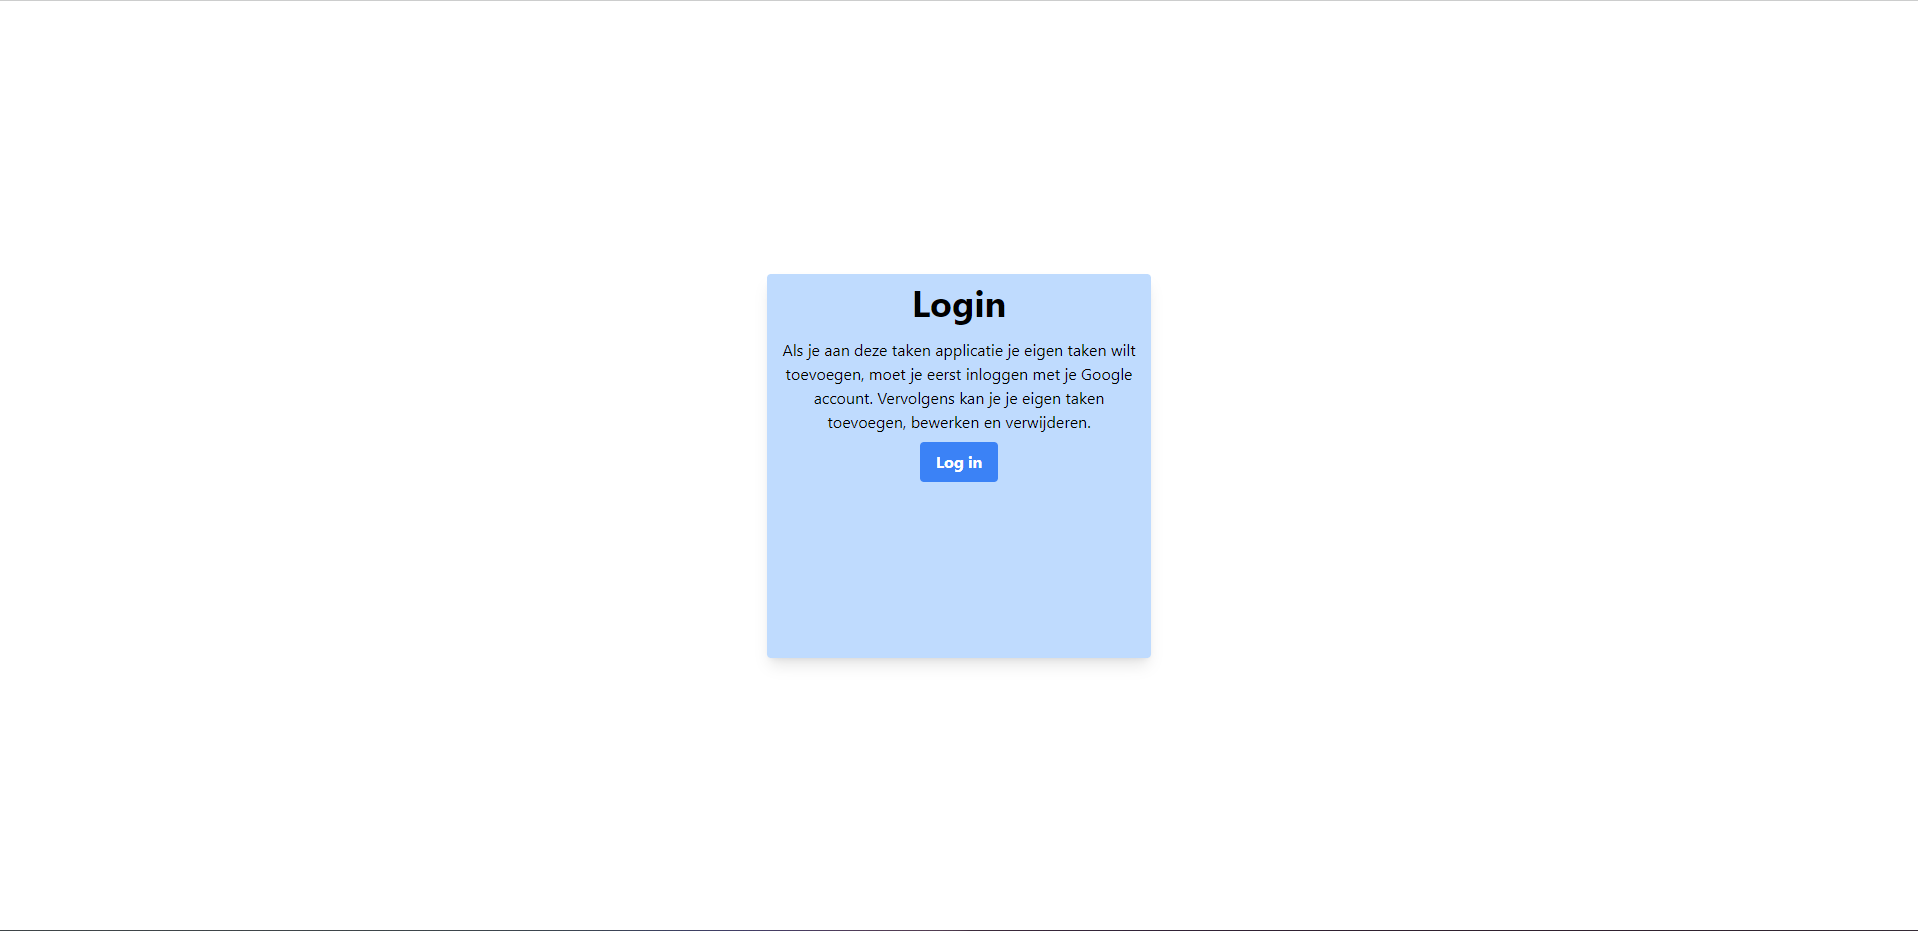 Login
Als je aan deze taken applicatie je eigen taken wilt
toevoegen, moet je eerst inloggen met je Google
account. Vervolgens kan je je eigen taken
toevoegen, bewerken en verwijderen.
Log in